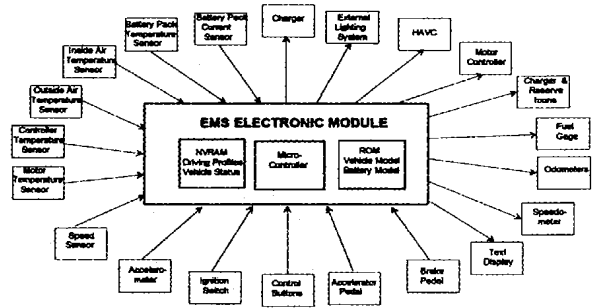 Battery Pack
Temperature
Sensor
Battery Pack
Current
Sensor
Charger
External
Lighting
System
HAVC
Motor
Controller
Charger &
Reserve
Icons
Fuel
Gage
Odometers
Speedo-
meter
Text
Display
Inside Air
Temperature
Sensor
Outside Air
Temperature
Sensor
Controller
Temperature
Sensor
Motor
Temperature
Sensor
Speed
Sensor
EMS ELECTRONIC MODULE
NVRAM
Driving Profiles
Vehicle Status
Micro-
Controller
ROM
Vehicle Model
Battery Model
Accelero-
meter
Ignition
Switch
Control
Buttons
Accelerator
Pedal
Brake
Pedal